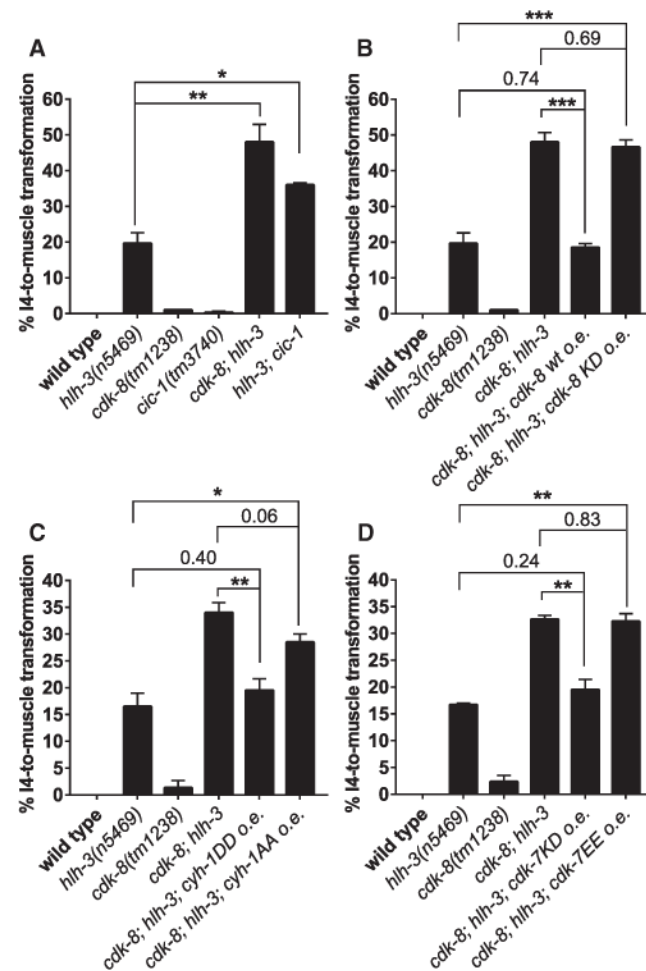 A
% I4-to-muscle transformation
60
50
40
30
20
10
0
*
**
wild type
hlh-3(n5469)
cdk-8(tm1238)
cic-1(tm3740)
cdk-8; hlh-3
hlh-3; cic-1
B
% I4-to-muscle transformation
60
50
40
30
20
10
0
***
0.69
0.74
***
wild type
hlh-3(n5469)
cdk-8(tm1238)
cdk-8; hlh-3
cdk-8; hlh-3; cdk-8 wt o.e.
cdk-8; hlh-3; cdk-8 KD o.e.
C
% I4-to-muscle transformation
40
35
30
25
20
15
10
5
0
*
0.06
0.40
**
wild type
hlh-3(n5469)
cdk-8(tm1238)
cdk-8; hlh-3
cdk-8; hlh-3; cyh-1DD o.e.
cdk-8; hlh-3; cyh-1AA o.e.
D
% I4-to-muscle transformation
40
35
30
25
20
15
10
5
0
**
0.83
0.24
**
wild type
hlh-3(n5469)
cdk-8(tm1238)
cdk-8; hlh-3
cdk-8; hlh-3; cdk-7KD o.e.
cdk-8; hlh-3; cdk-7EE o.e.